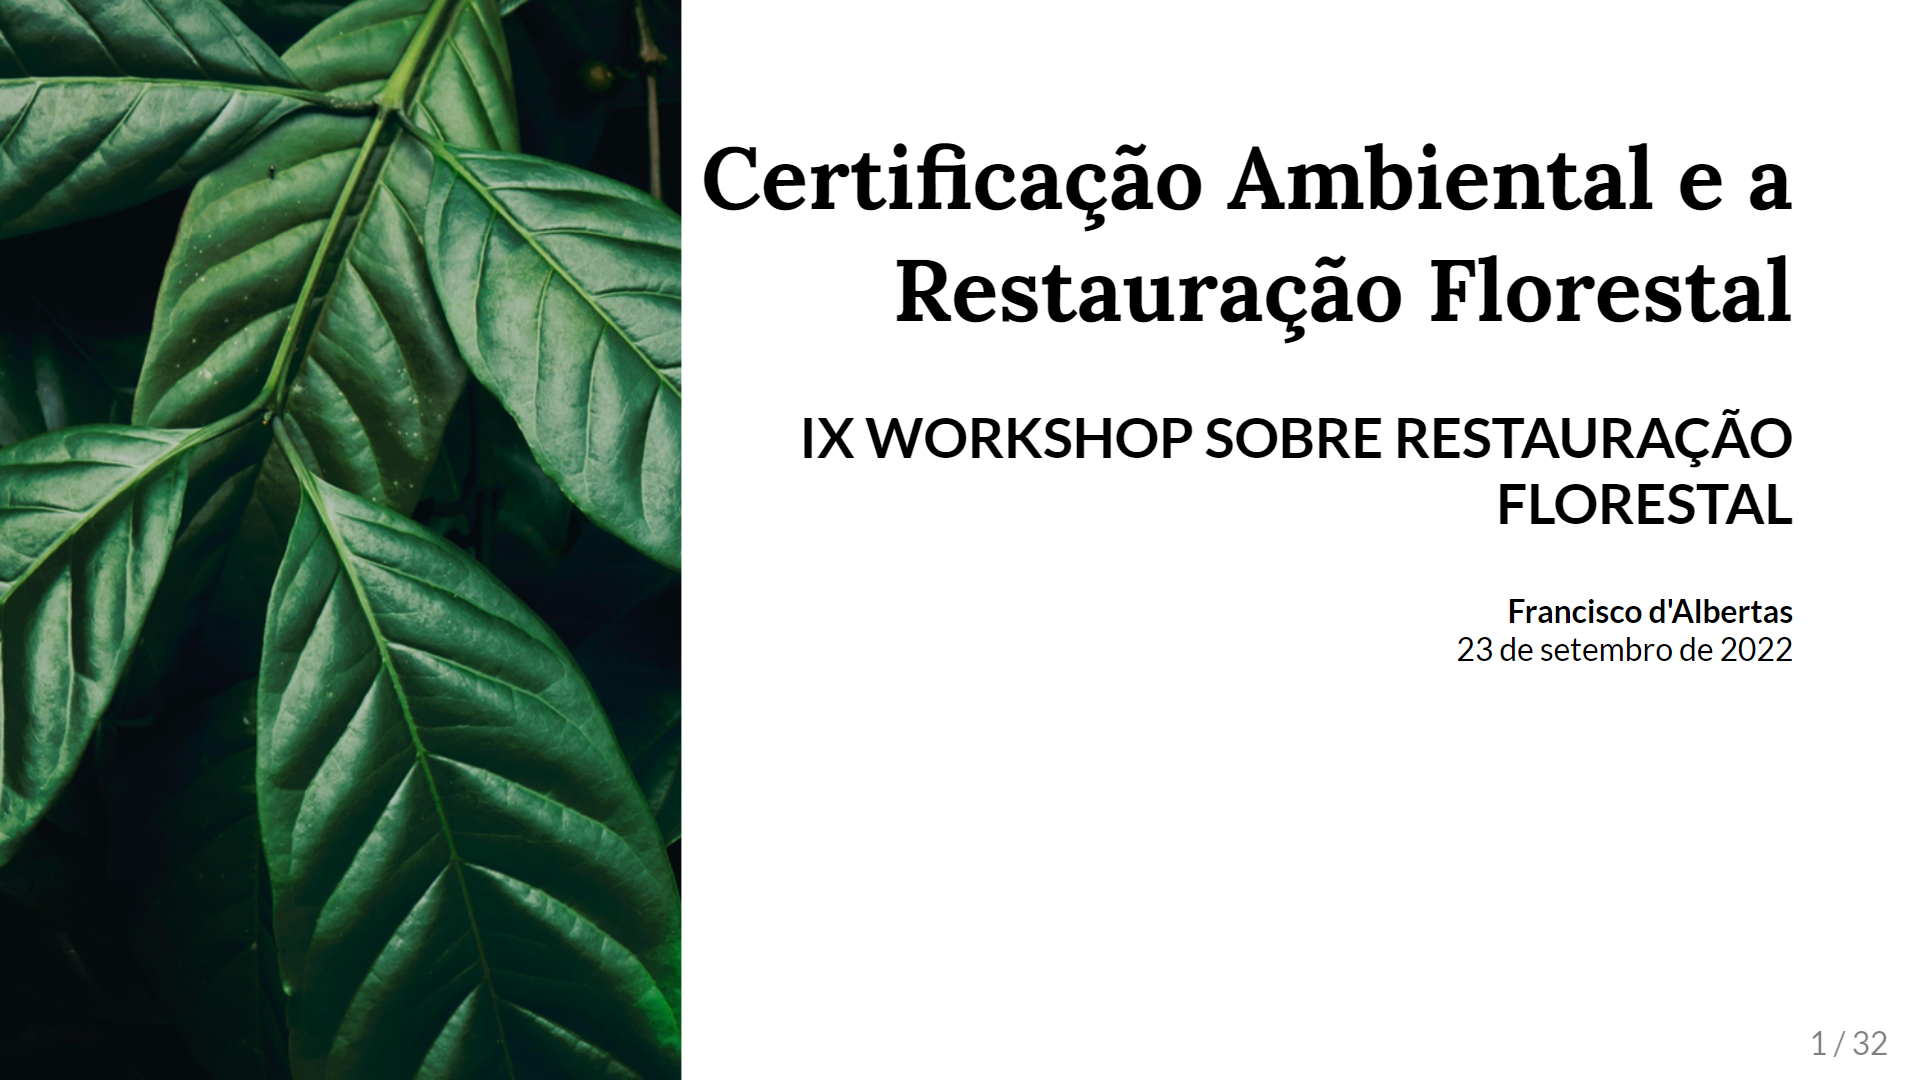 Certificação Ambiental e a
Restauração Florestal
IX WORKSHOP SOBRE RESTAURAÇÃO
FLORESTAL
Francisco d'Albertas
23 de setembro de 2022
1 / 32